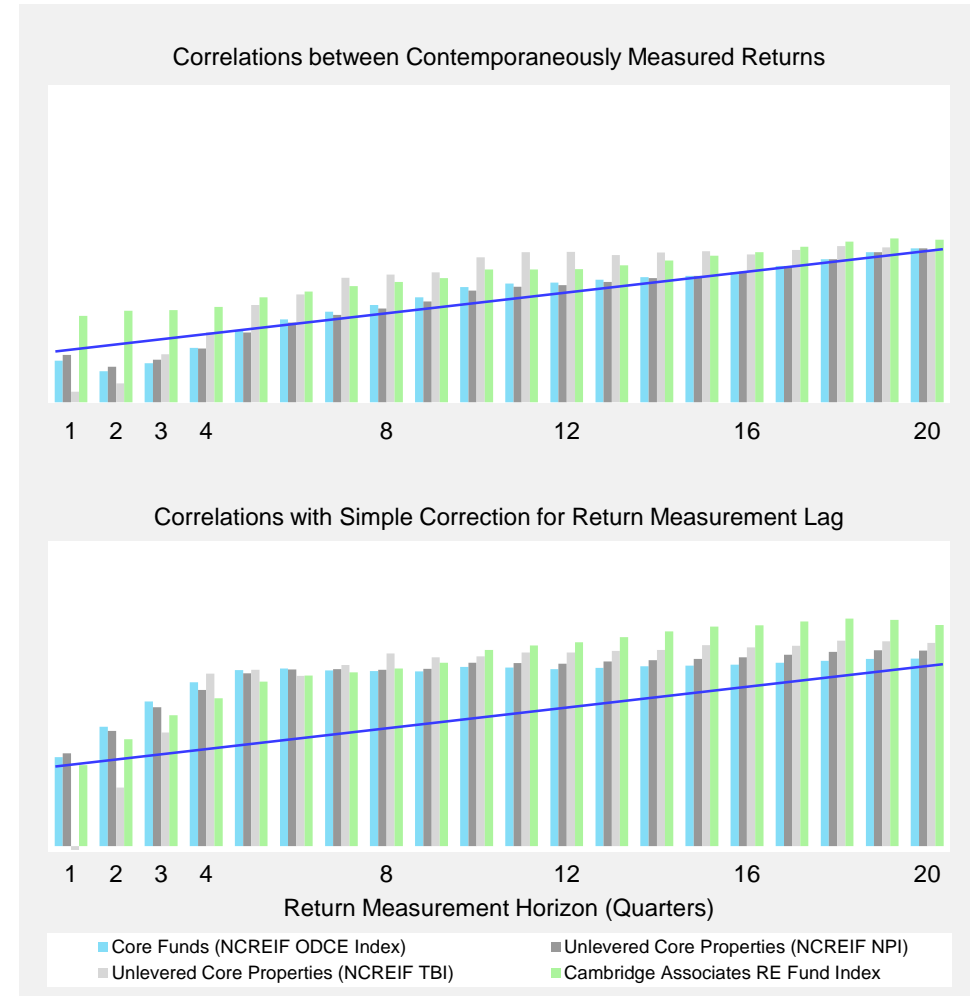 Correlations between Contemporaneously Measured Returns
1 2 3 4 8 12 16 20
Correlations with Simple Correction for Return Measurement Lag
1 2 3 4 8 12 16 20
Return Measurement Horizon (Quarters)
Core Funds (NCREIF ODCE Index) Unlevered Core Properties (NCREIF NPI)
Unlevered Core Properties (NCREIF TBI) Cambridge Associates RE Fund Index